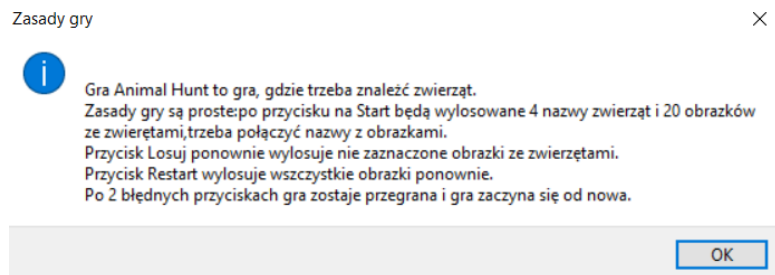 Zasady gry
Gra Animal Hunt to gra, gdzie trzeba znaleźć zwierząt.
Zasady gry są proste:po przycisku na Start będą wylosowane 4 nazwy zwierząt i 20 obrazków
ze zwierętami,trzeba połączyć nazwy z obrazkami.
Przycisk Losuj ponownie wylosuje nie zaznaczone obrazki ze zwierzętami.
Przycisk Restart wylosuje wszczystkie obrazki ponownie.
Po 2 błędnych przyciskach gra zostaje przegrana i gra zaczyna się od nowa.
OK